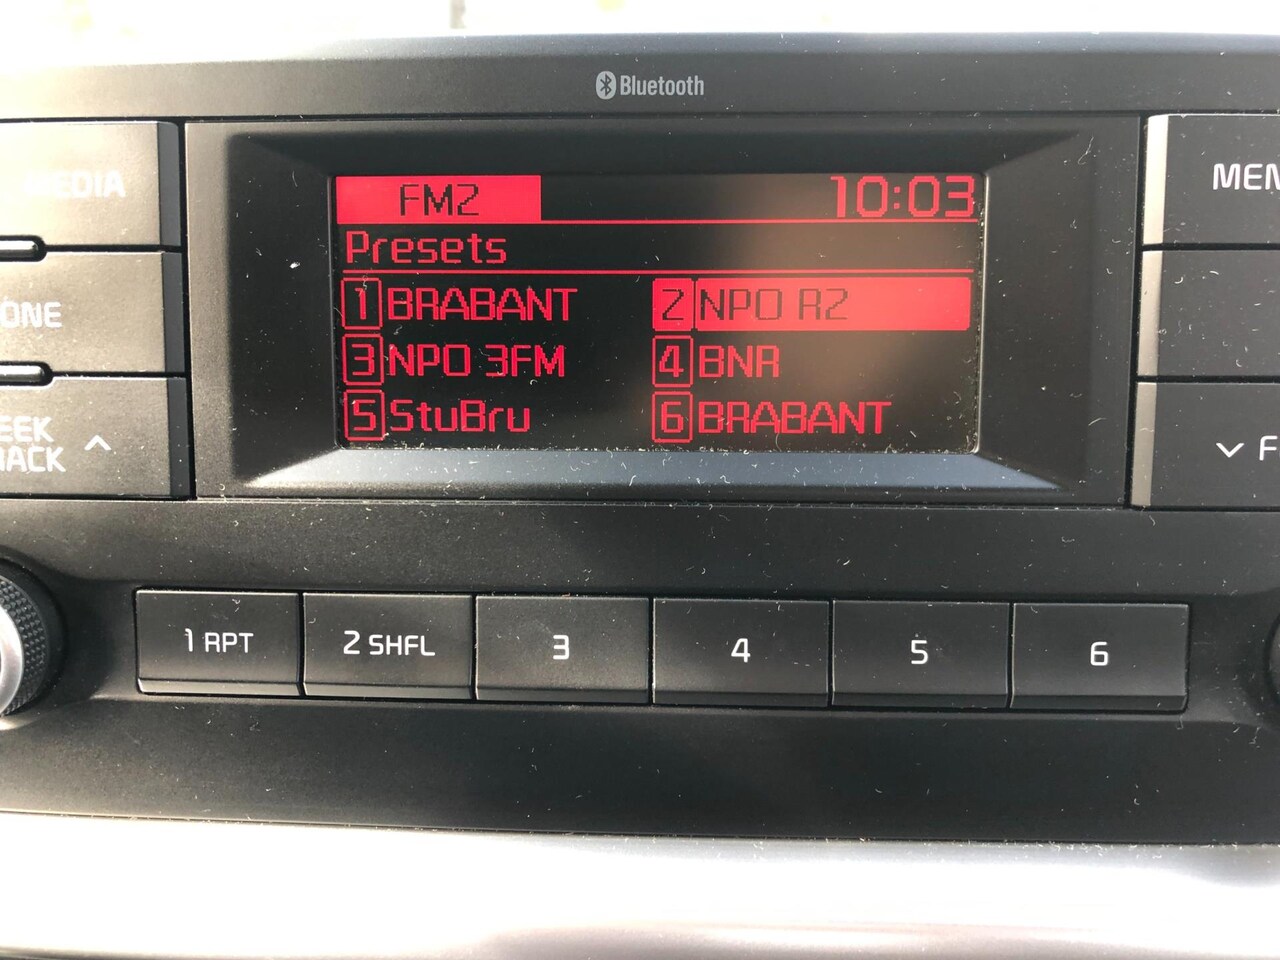 Bluetooth
MEDIA
FM2 10:03
Presets
1 BRABANT 2 NPO R2
3 NPO 3FM 4 BNR
5 StuBru 6 BRABANT
1 RPT 2 SHFL 3 4 5 6